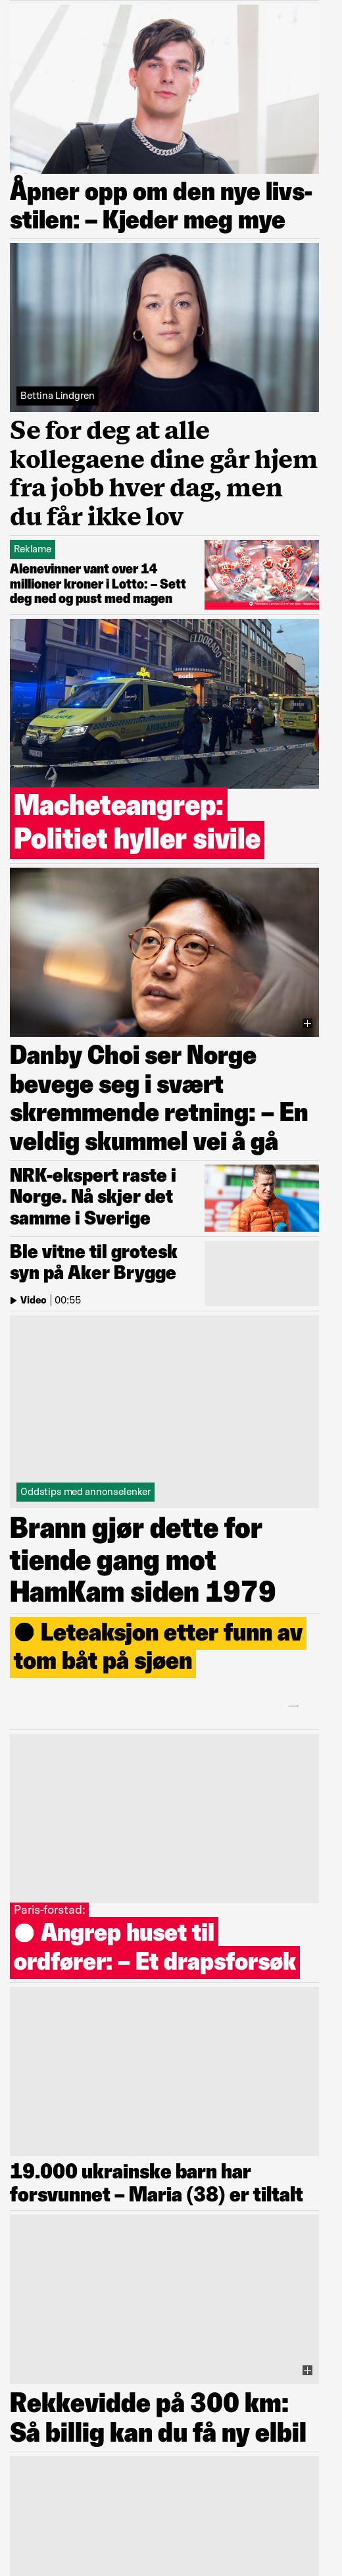 Åpner opp om den nye livs-
stilen: – Kjeder meg mye
Bettina Lindgren
Se for deg at alle
kollegaene dine går hjem
fra jobb hver dag, men
du får ikke lov
Reklame
Alenevinner vant over 14
millioner kroner i Lotto: – Sett
deg ned og pust med magen
ELDORADO
AMBULANSE
Macheteangrep:
Politiet hyller sivile
Danby Choi ser Norge
bevege seg i svært
skremmende retning: – En
veldig skummel vei å gå
NRK-ekspert raste i
Norge. Nå skjer det
samme i Sverige
Ble vitne til grotesk
syn på Aker Brygge
Video | 00:55
Oddstips med annonselenker
Brann gjør dette for
tiende gang mot
HamKam siden 1979
Leteaksjon etter funn av
tom båt på sjøen
Paris-forstad:
Angrep huset til
ordfører: – Et drapsforsøk
19.000 ukrainske barn har
forsvunnet – Maria (38) er tiltalt
Rekkevidde på 300 km:
Så billig kan du få ny elbil